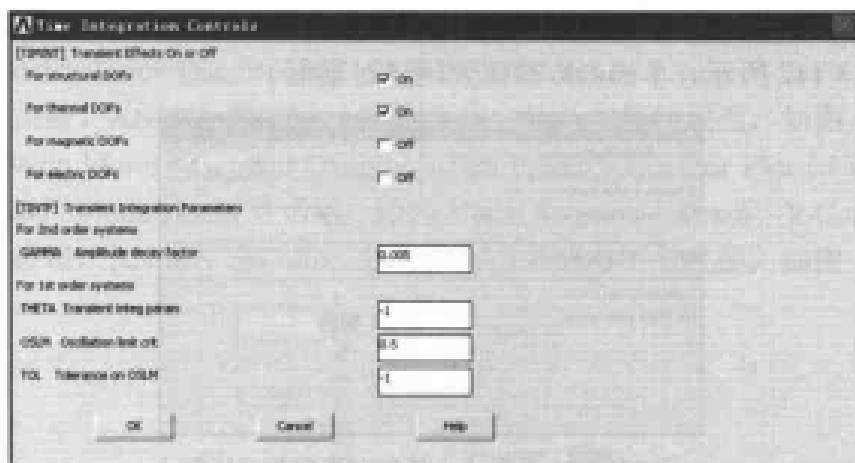 Time Integration Controls
[TIMINT] Transient Effects On or Off
For structural DOFs
On
For thermal DOFs
On
For magnetic DOFs
Off
For electric DOFs
Off
[TINTP] Transient Integration Parameters
For 2nd order systems
GAMMA Amplitude decay factor
0.005
For 1st order systems
THETA Transient integ param
-1
OSLM Oscillation limit crit.
0.5
TOL Tolerance on OSLM
-1
OK
Cancel
Help